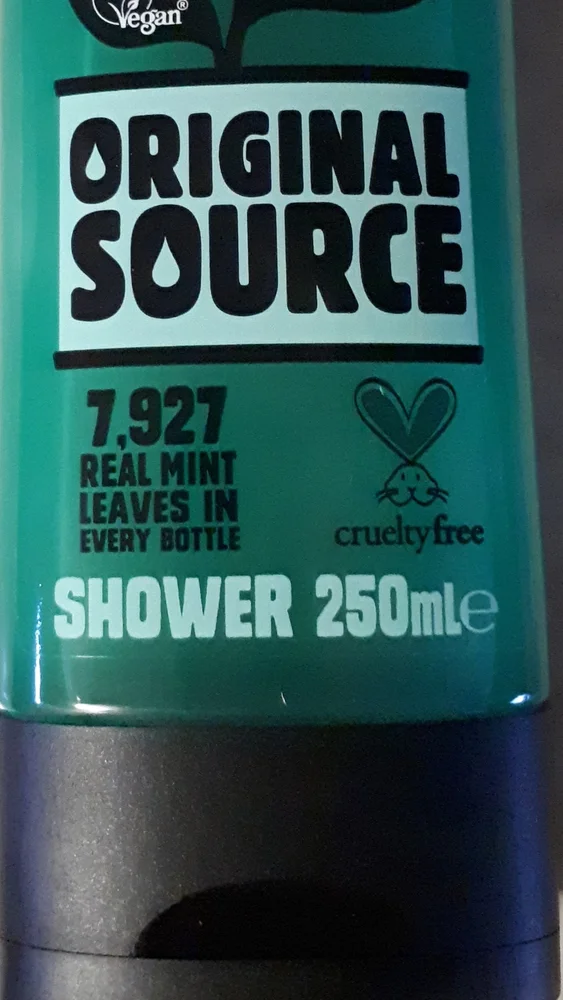 Vegan®
ORIGINAL
SOURCE
7,927
REAL MINT
LEAVES IN
EVERY BOTTLE
crueltyfree
SHOWER 250ml℮